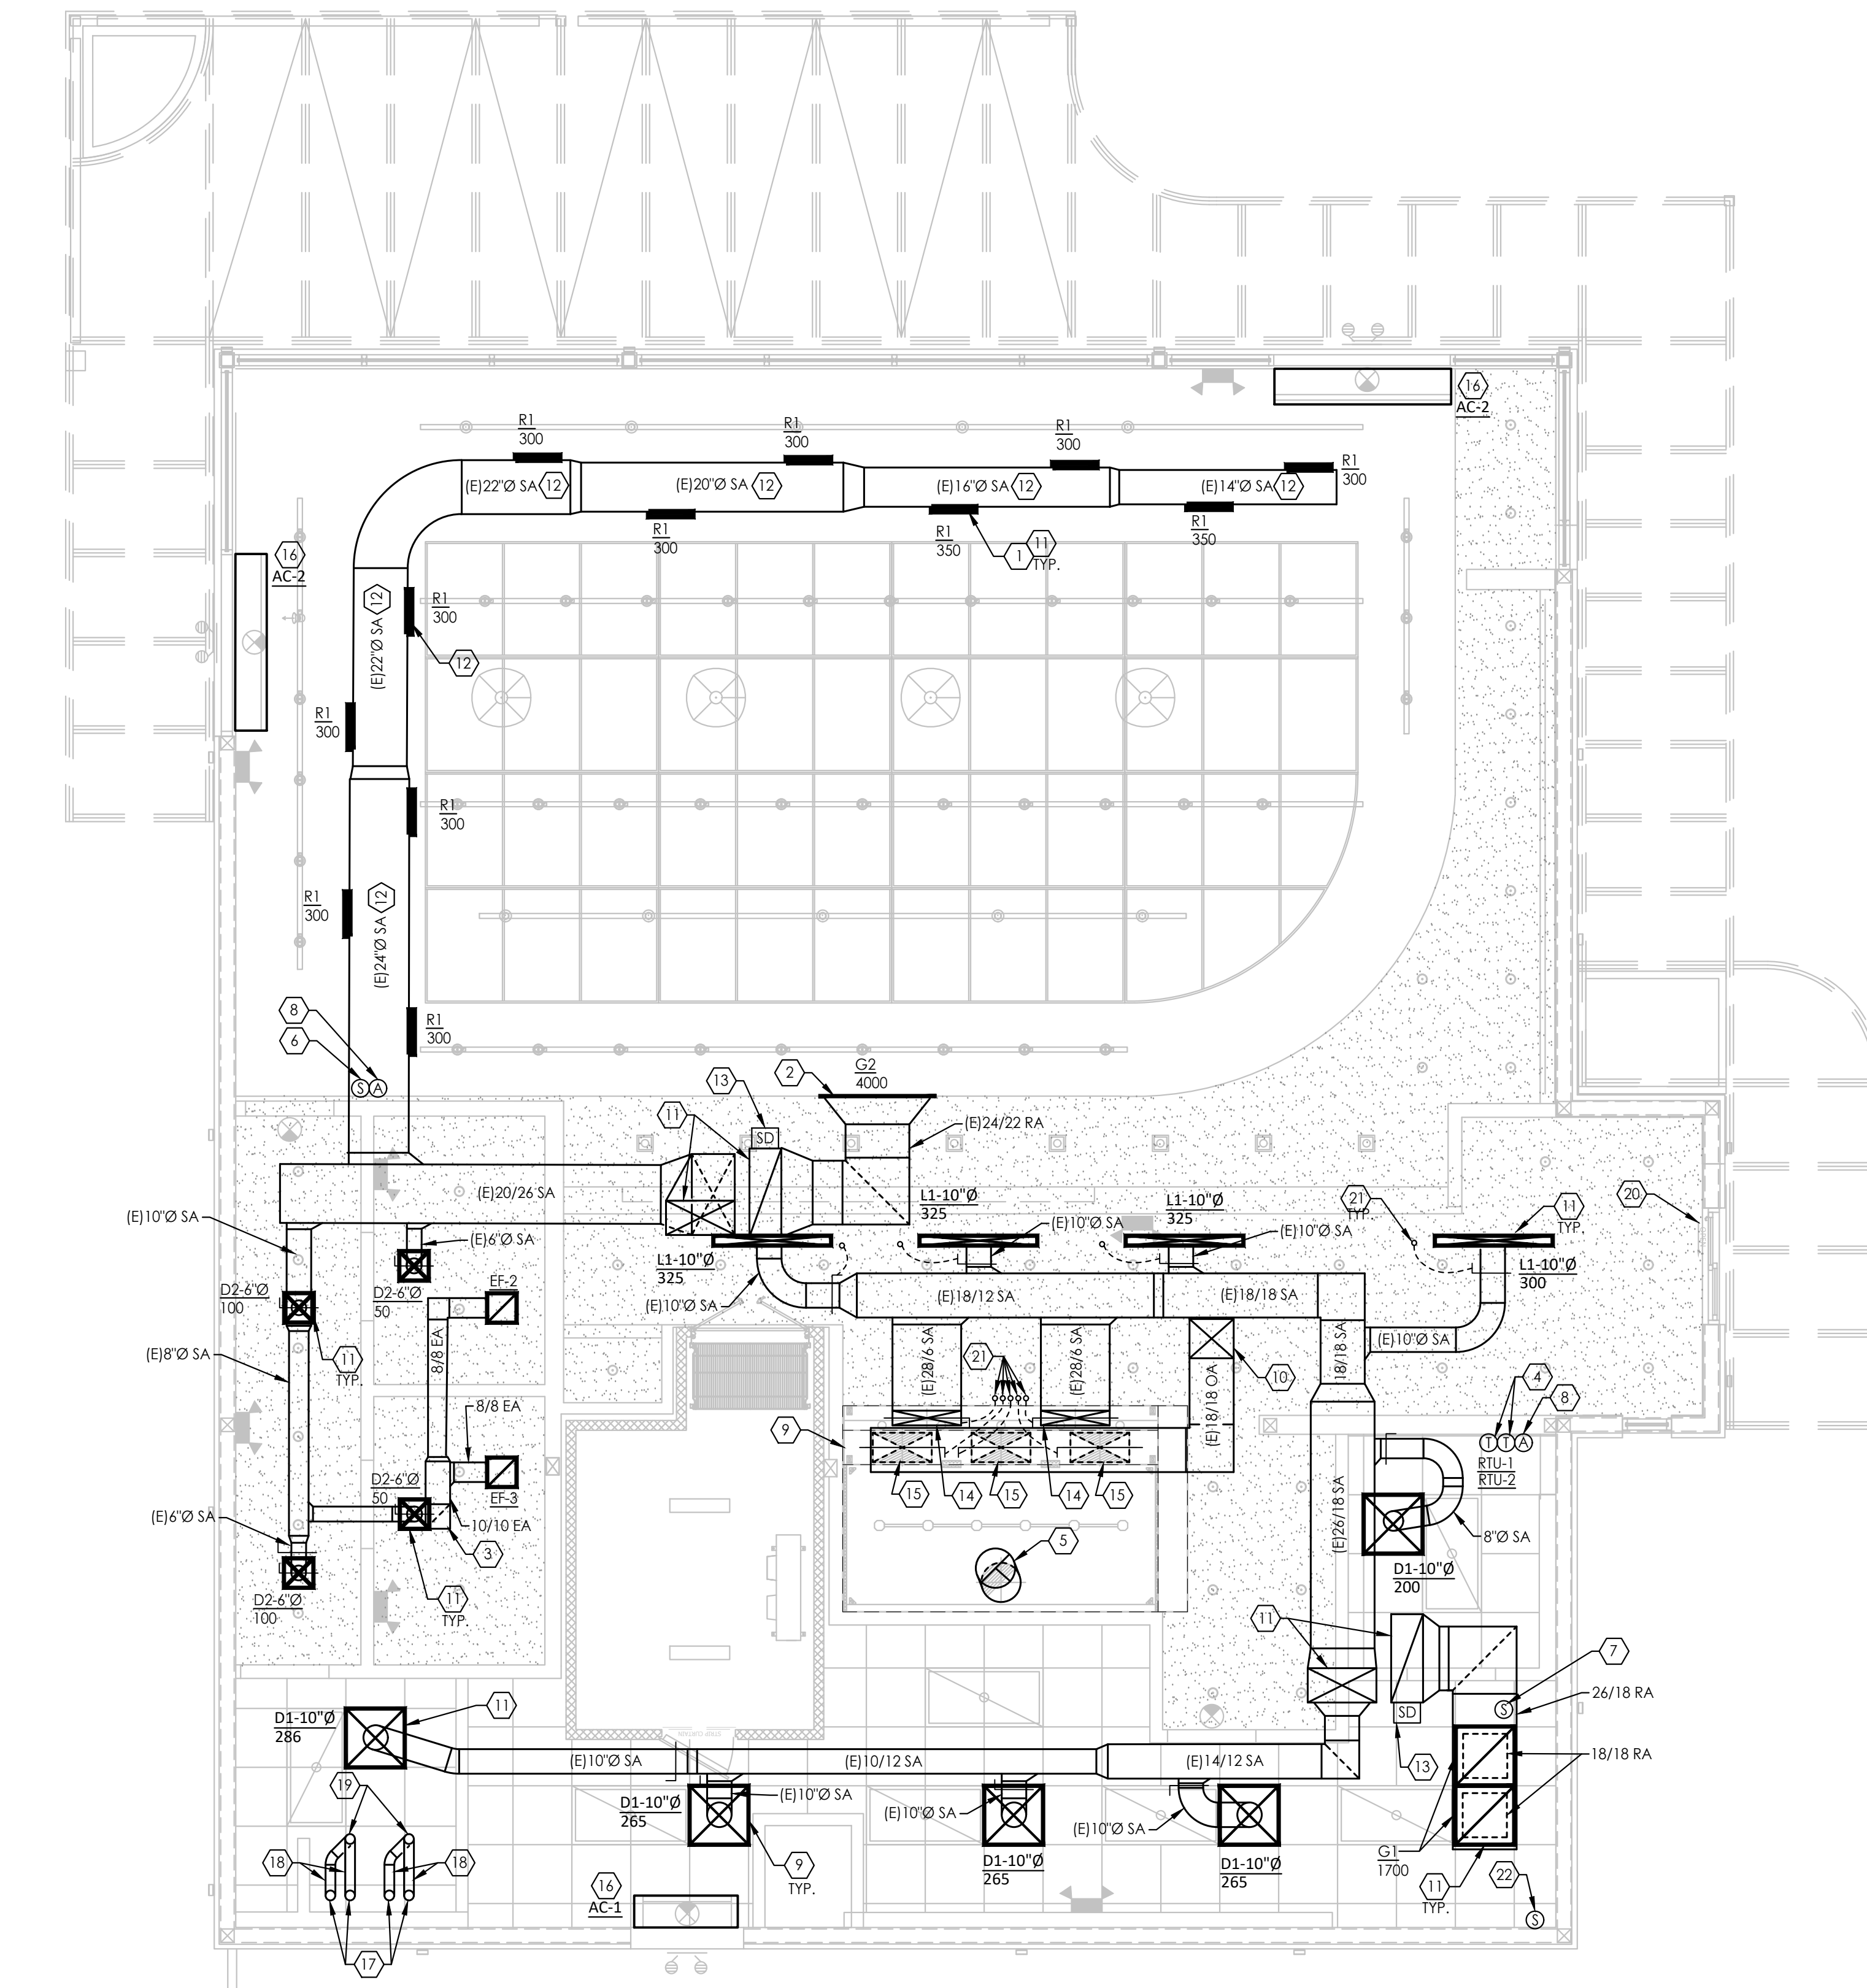 16
AC-2
R1
300
R1
300
R1
300
R1
300
(E)22"Ø SA
12
(E)20"Ø SA
12
(E)16"Ø SA
12
(E)14"Ø SA
12
R1
300
R1
350
R1
350
1
11
TYP.
16
AC-2
12
(E)22"Ø SA
R1
300
12
R1
300
R1
300
R1
300
12
(E)24"Ø SA
8
6
R1
300
S
A
13
2
G2
4000
11
SD
(E)24/22 RA
(E)20/26 SA
(E)10"Ø SA
(E)6"Ø SA
L1-10"Ø
325
L1-10"Ø
325
(E)10"Ø SA
(E)10"Ø SA
21
TYP.
11
TYP.
20
L1-10"Ø
325
L1-10"Ø
300
D2-6"Ø
100
D2-6"Ø
50
EF-2
(E)10"Ø SA
(E)18/12 SA
(E)18/18 SA
(E)10"Ø SA
(E)8"Ø SA
11
TYP.
8/8 EA
(E)28/6 SA
21
(E)28/6 SA
10
18/18 SA
4
8
8/8 EA
9
(E)18/18 OA
T
T
A
RTU-1
RTU-2
D2-6"Ø
50
EF-3
15
14
15
14
15
(E)26/18 SA
(E)6"Ø SA
10/10 EA
3
5
8"Ø SA
D1-10"Ø
200
D2-6"Ø
100
11
TYP.
11
7
S
26/18 RA
SD
D1-10"Ø
286
11
STRIP CURTAIN
(E)10"Ø SA
(E)10/12 SA
(E)14/12 SA
13
18/18 RA
19
D1-10"Ø
265
(E)10"Ø SA
(E)10"Ø SA
(E)10"Ø SA
18
18
9
TYP.
D1-10"Ø
265
D1-10"Ø
265
G1
1700
11
TYP.
22
S
16
AC-1
17